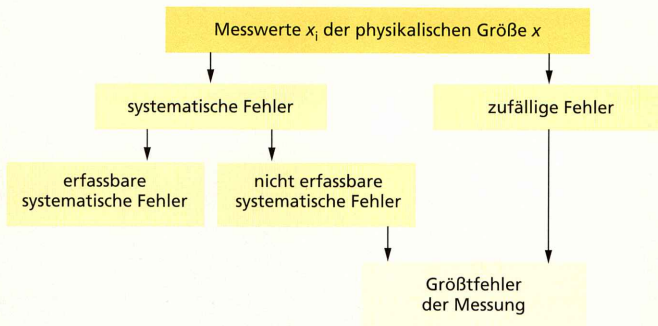 Messwerte xi der physikalischen Größe x
systematische Fehler
zufällige Fehler
erfassbare
systematische Fehler
nicht erfassbare
systematische Fehler
Größtfehler
der Messung